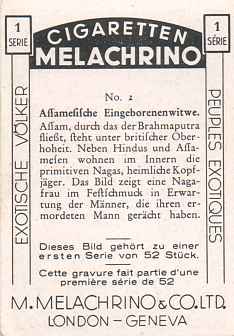 1
SERIE
CIGARETTEN
MELACHRINO
1
SÉRIE
EXOTISCHE VÖLKER
No. 2
Assamesische Eingeborenenwitwe.
Assam, durch das der Brahmaputra
fließt, steht unter britischer Ober-
hoheit. Neben Hindus und Assa-
mesen wohnen im Innern die
primitiven Nagas, heimliche Kopf-
jäger. Das Bild zeigt eine Naga-
frau im Festschmuck in Erwar-
tung der Männer, die ihren er-
mordeten Mann gerächt haben.
Dieses Bild gehört zu einer
ersten Serie von 52 Stück.
Cette gravure fait partie d'une
première série de 52
PEUPLES EXOTIQUES
M. MELACHRINO & CO. LTD.
LONDON – GENEVA